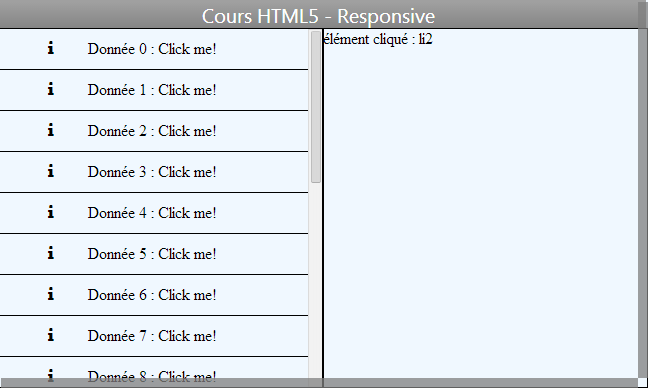 Cours HTML5 - Responsive
Donnée 0 : Click me!
Donnée 1 : Click me!
Donnée 2 : Click me!
Donnée 3 : Click me!
Donnée 4 : Click me!
Donnée 5 : Click me!
Donnée 6 : Click me!
Donnée 7 : Click me!
Donnée 8 : Click me!
élément cliqué : li2